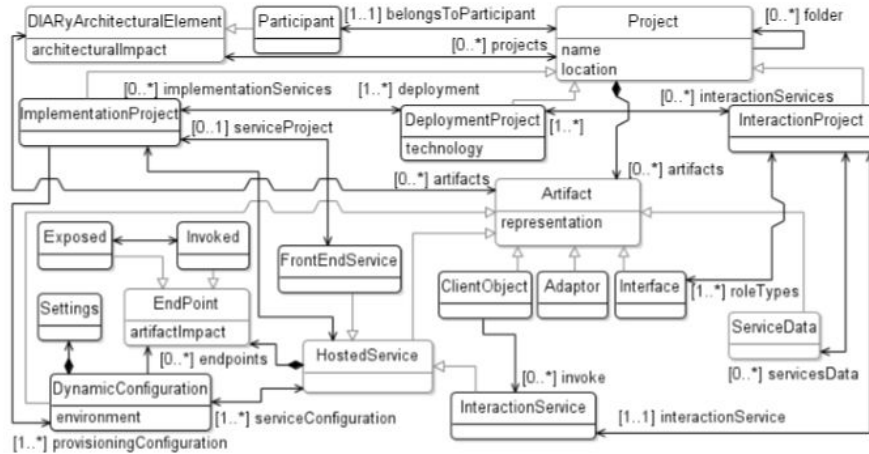 DIARyArchitecturalElement
architecturalImpact
Participant
[1..1] belongsToParticipant
Project
name
location
[0..*] folder
[0..*] projects
[0..*] implementationServices
[1..*] deployment
[0..*] interactionServices
ImplementationProject
[0..1] serviceProject
DeploymentProject
technology
[1..*]
InteractionProject
[0..*] artifacts
Artifact
representation
[0..*] artifacts
Exposed
Invoked
FrontEndService
ClientObject
Adaptor
Interface
[1..*] roleTypes
Settings
EndPoint
artifactImpact
ServiceData
[0..*] endpoints
HostedService
[0..*] invoke
[0..*] servicesData
DynamicConfiguration
environment
[1..*] serviceConfiguration
InteractionService
[1..1] interactionService
[1..*] provisioningConfiguration